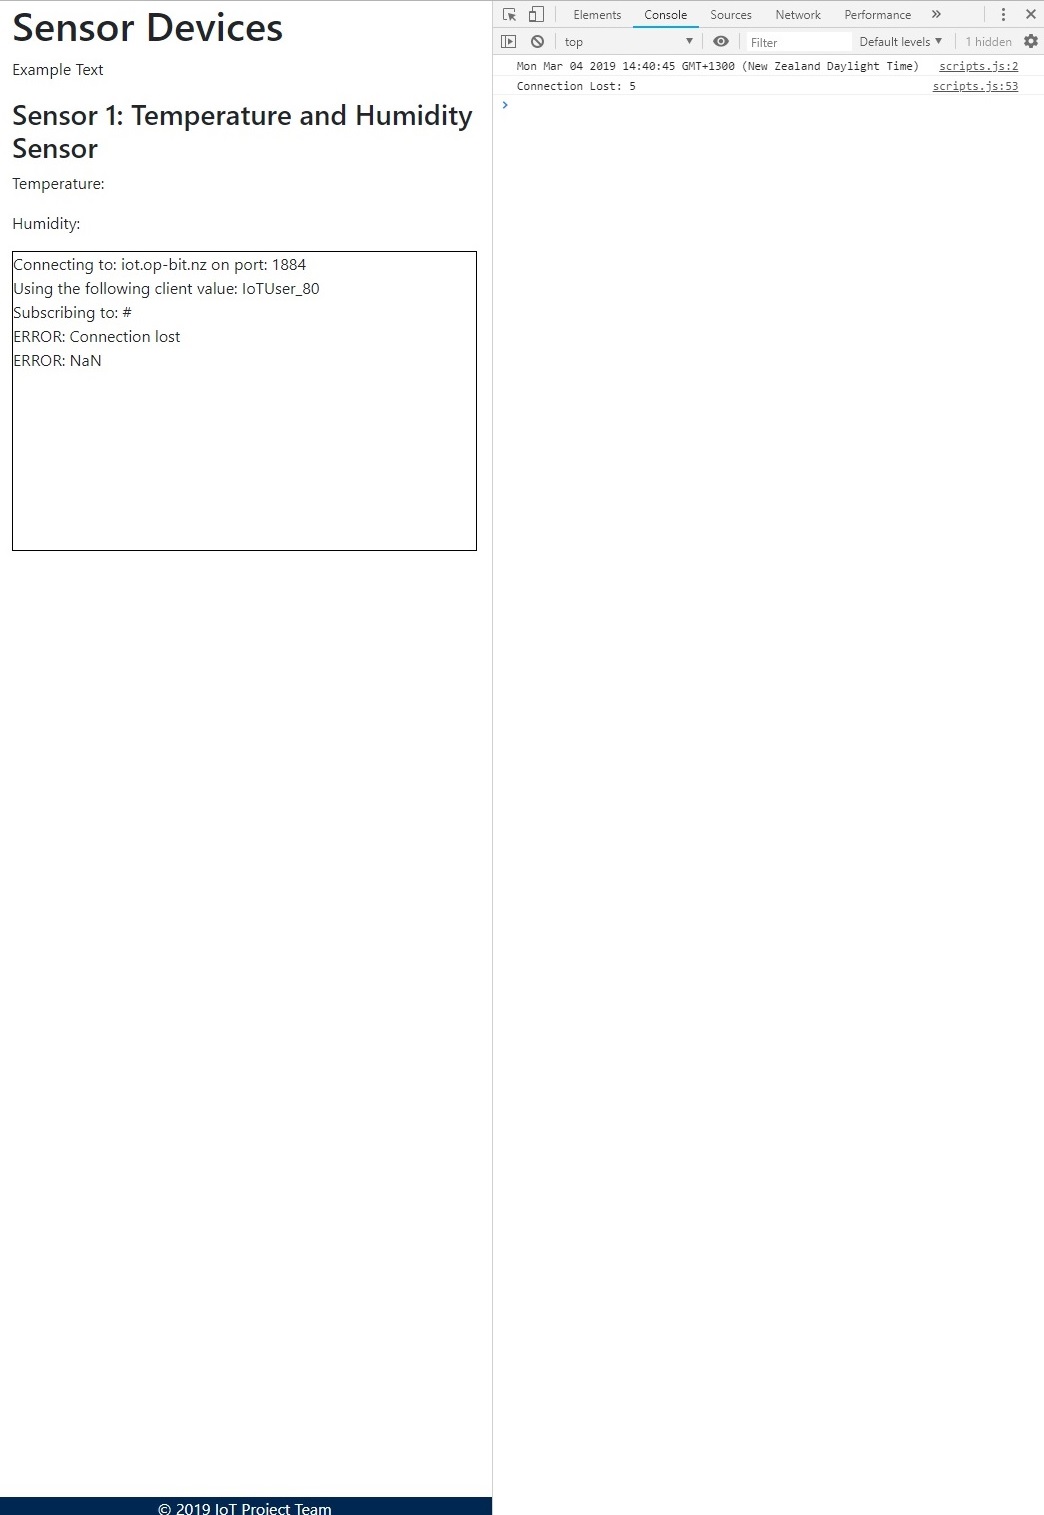 Sensor Devices
Example Text
Sensor 1: Temperature and Humidity
Sensor
Temperature:
Humidity:
Connecting to: iot.op-bit.nz on port: 1884
Using the following client value: IoTUser_80
Subscribing to: #
ERROR: Connection lost
ERROR: NaN
© 2019 IoT Project Team
Elements Console Sources Network Performance »
top Filter Default levels 1 hidden
Mon Mar 04 2019 14:40:45 GMT+1300 (New Zealand Daylight Time) scripts.js:2
Connection Lost: 5 scripts.js:53
>